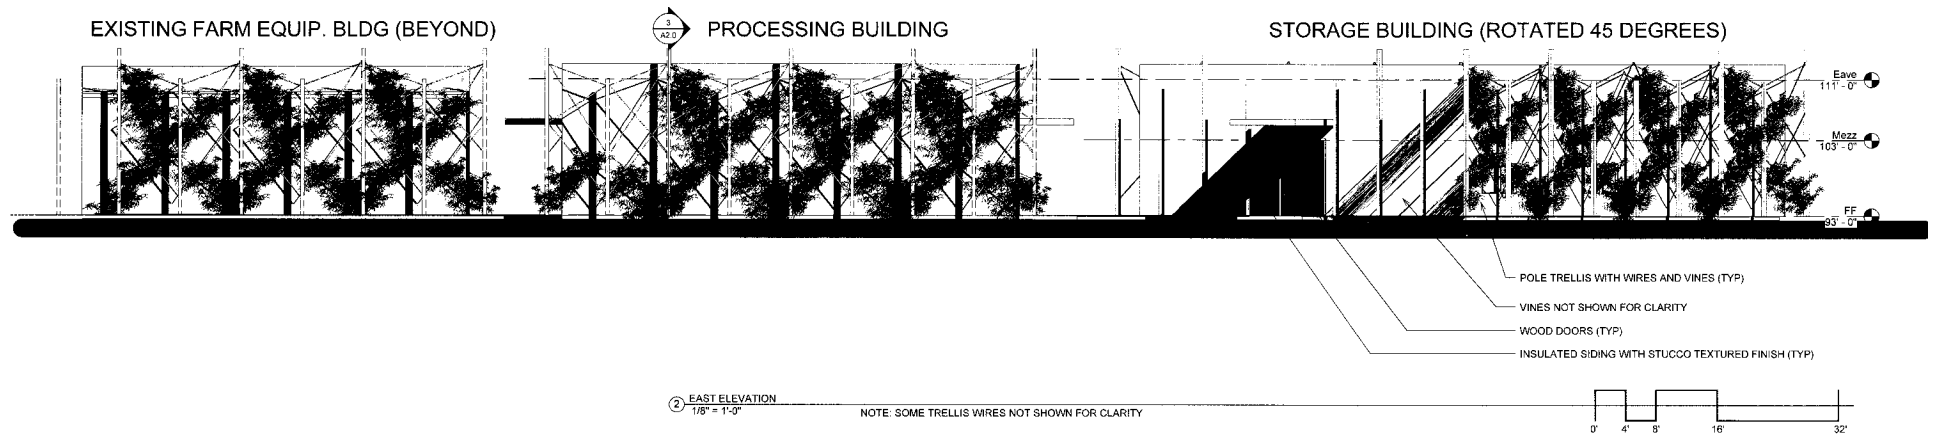 EXISTING FARM EQUIP. BLDG (BEYOND)
3
A2.0
PROCESSING BUILDING
STORAGE BUILDING (ROTATED 45 DEGREES)
Eave
111' - 0"
Mezz
103' - 0"
FF
93' - 0"
POLE TRELLIS WITH WIRES AND VINES (TYP)
VINES NOT SHOWN FOR CLARITY
WOOD DOORS (TYP)
INSULATED SIDING WITH STUCCO TEXTURED FINISH (TYP)
2
EAST ELEVATION
1/8" = 1'-0"
NOTE: SOME TRELLIS WIRES NOT SHOWN FOR CLARITY
0' 4' 8' 16' 32'